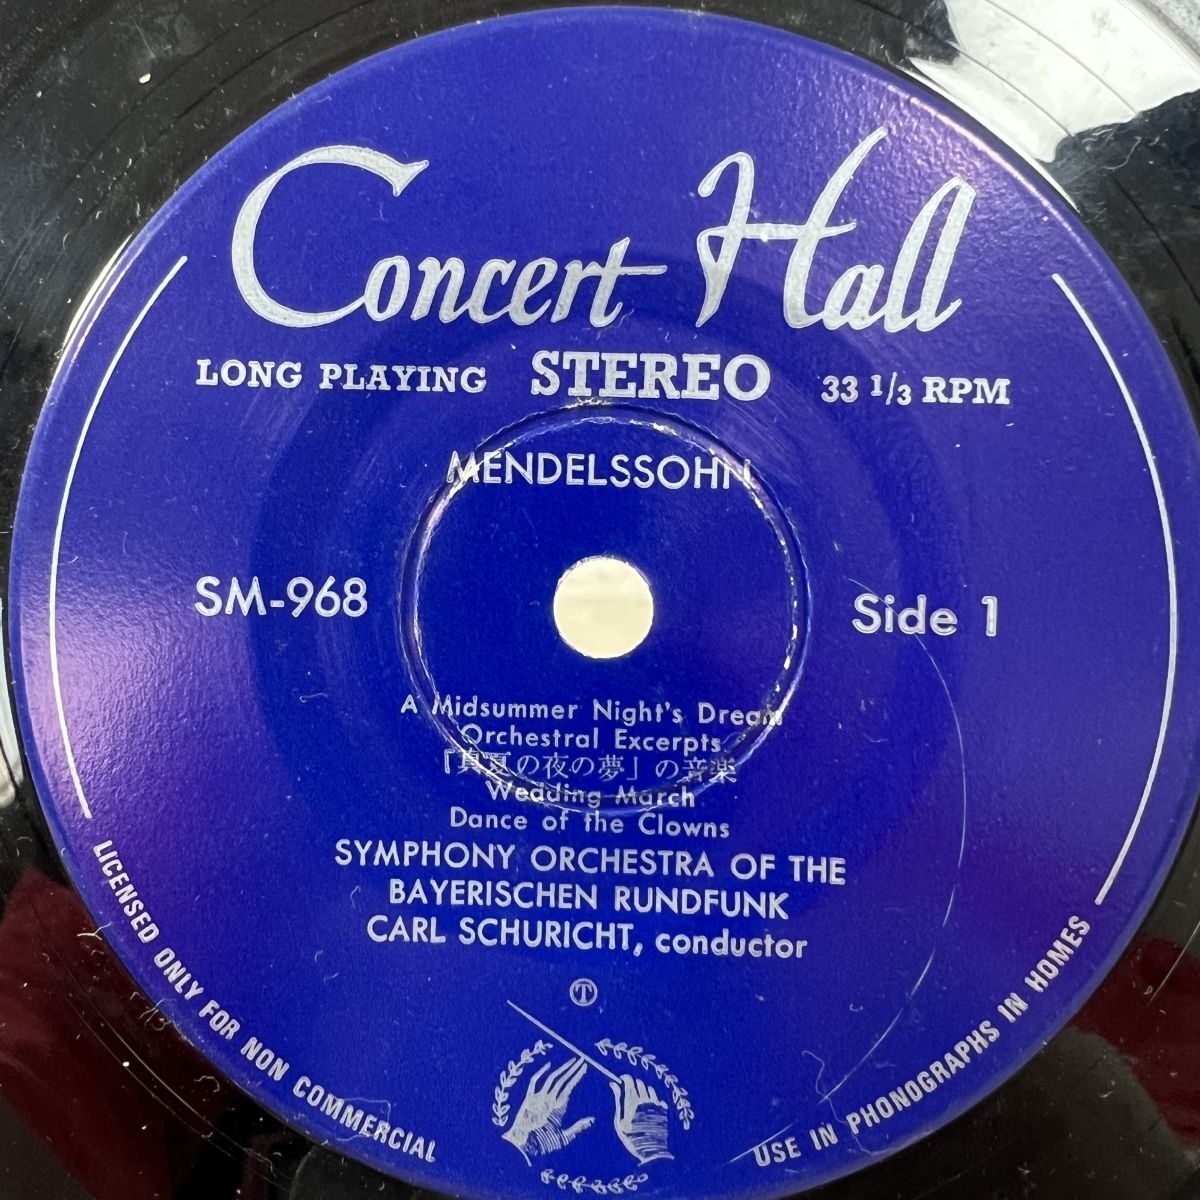 Concert Hall
LONG PLAYING STEREO 33 1/3 RPM
MENDELSSOHN
SM-968
Side 1
A Midsummer Night's Dream
Orchestral Excerpts
『真夏の夜の夢』の音楽
Wedding March
Dance of the Clowns
SYMPHONY ORCHESTRA OF THE
BAYERISCHEN RUNDFUNK
CARL SCHURICHT, conductor
Ⓣ
LICENSED ONLY FOR NON COMMERCIAL
USE IN PHONOGRAPHS IN HOMES